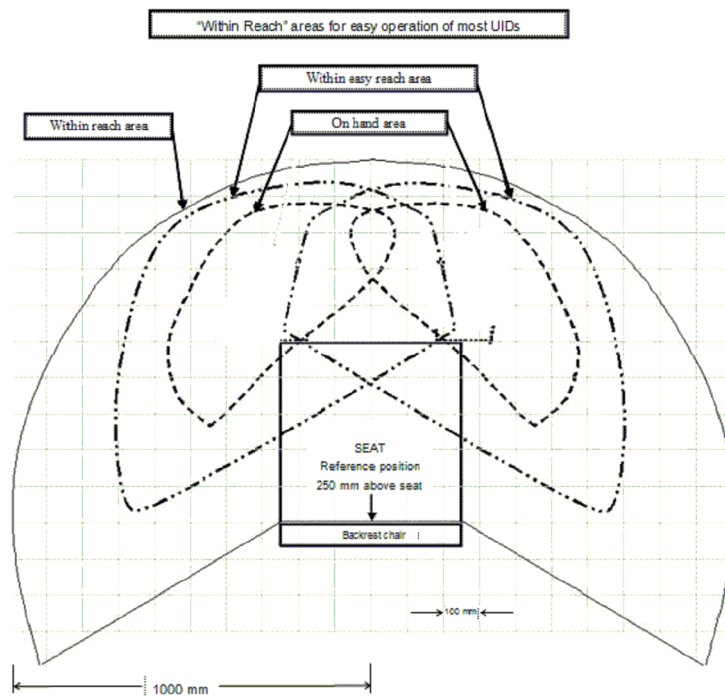 "Within Reach" areas for easy operation of most UIDs
Within easy reach area
Within reach area
On hand area
SEAT
Reference position
250 mm above seat
Backrest chair
100 mm
1000 mm